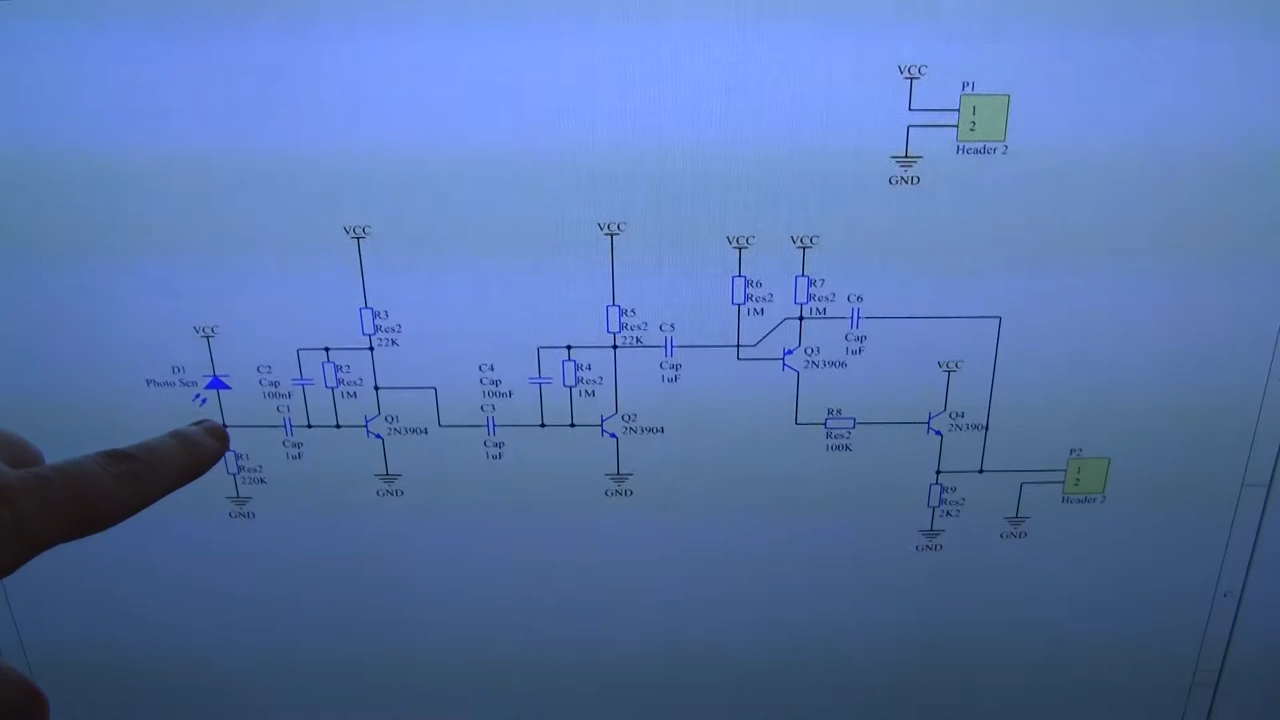 VCC
P1
1
2
Header 2
GND
VCC
R3
Res2
22K
VCC
R5
Res2
22K
VCC
R6
Res2
1M
VCC
R7
Res2
1M
C6
Cap
1uF
VCC
D1
Photo Sen
C2
Cap
100nF
R2
Res2
1M
C1
Cap
1uF
Q1
2N3904
GND
R1
Res2
220K
GND
C4
Cap
100nF
R4
Res2
1M
C3
Cap
1uF
Q2
2N3904
GND
C5
Cap
1uF
Q3
2N3906
R8
Res2
100K
VCC
Q4
2N3904
R9
Res2
2K2
GND
P2
1
2
Header 2
GND
C